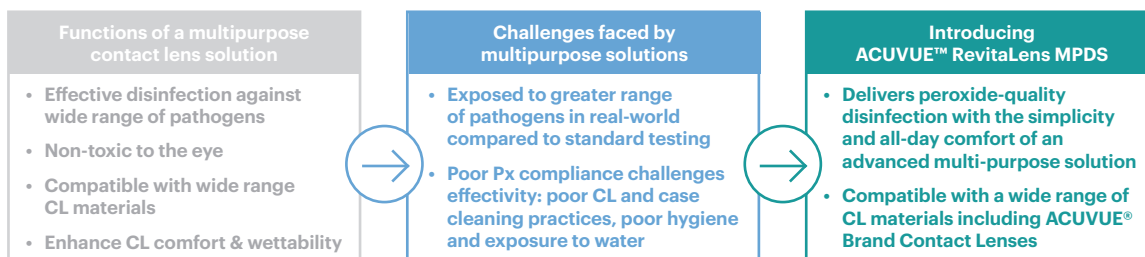 Functions of a multipurpose
contact lens solution
• Effective disinfection against
wide range of pathogens
• Non-toxic to the eye
• Compatible with wide range
CL materials
• Enhance CL comfort & wettability
Challenges faced by
multipurpose solutions
• Exposed to greater range
of pathogens in real-world
compared to standard testing
• Poor Px compliance challenges
effectivity: poor CL and case
cleaning practices, poor hygiene
and exposure to water
Introducing
ACUVUE™ RevitaLens MPDS
• Delivers peroxide-quality
disinfection with the simplicity
and all-day comfort of an
advanced multi-purpose solution
• Compatible with a wide range of
CL materials including ACUVUE®
Brand Contact Lenses